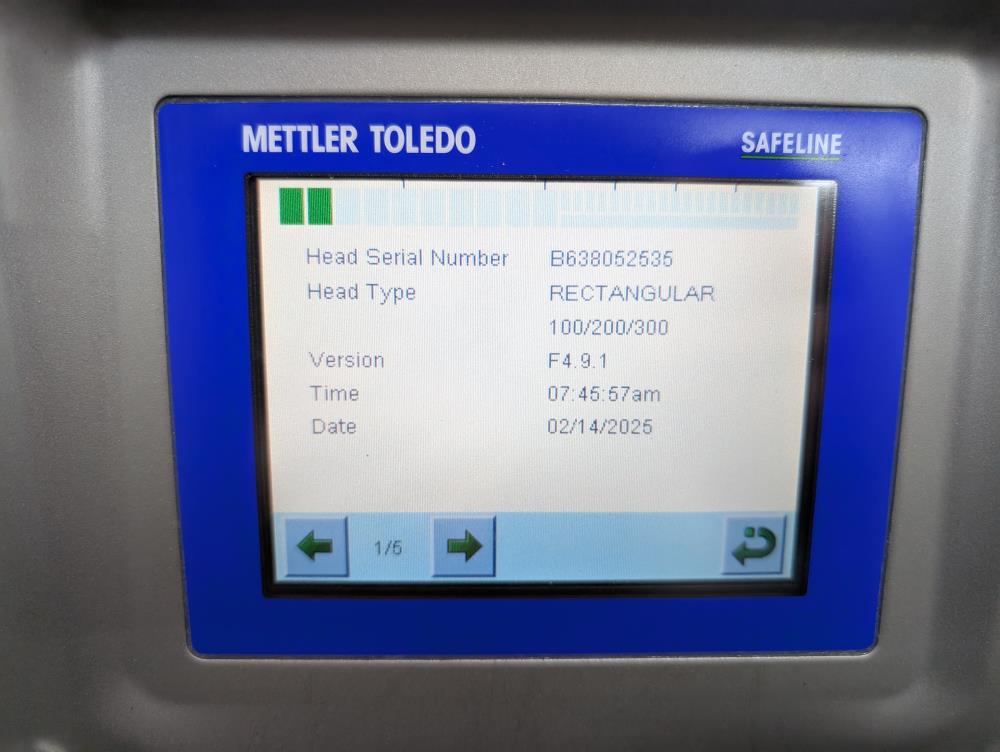 METTLER TOLEDO SAFELINE
Head Serial Number B638052535
Head Type RECTANGULAR
100/200/300
Version F4.9.1
Time 07:45:57am
Date 02/14/2025
1/5